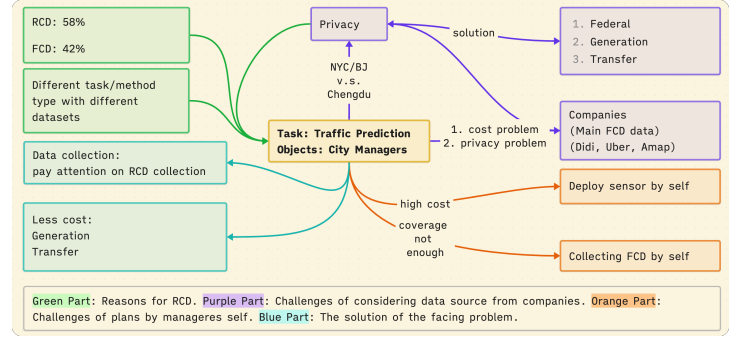 RCD: 58%
FCD: 42%
Different task/method
type with different
datasets
Data collection:
pay attention on RCD collection
Less cost:
Generation
Transfer
Privacy
NYC/BJ
v.s.
Chengdu
Task: Traffic Prediction
Objects: City Managers
solution
1. cost problem
2. privacy problem
high cost
coverage
not
enough
1. Federal
2. Generation
3. Transfer
Companies
(Main FCD data)
(Didi, Uber, Amap)
Deploy sensor by self
Collecting FCD by self
Green Part: Reasons for RCD. Purple Part: Challenges of considering data source from companies. Orange Part:
Challenges of plans by manageres self. Blue Part: The solution of the facing problem.